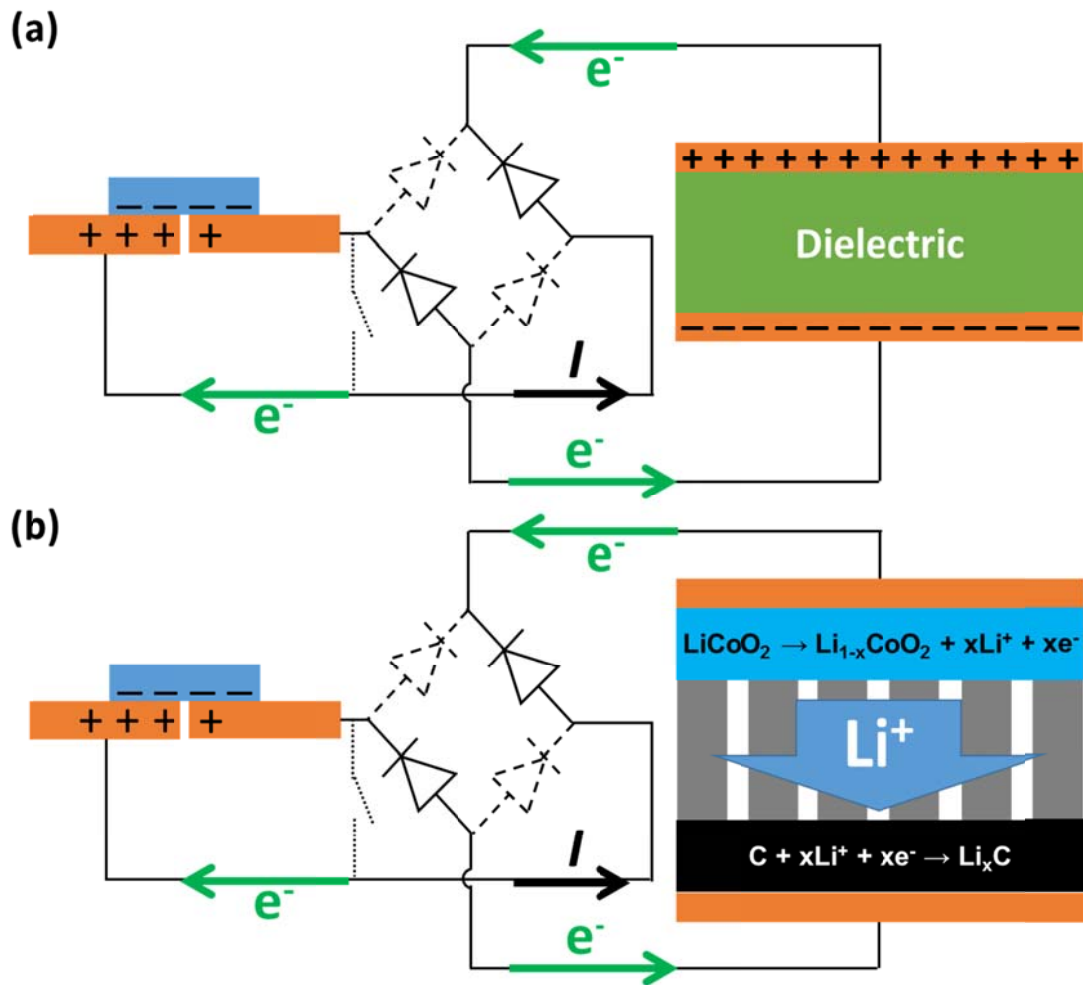 (a)
e-
+ + + + + + + + + + + + +
− − − −
+ + + +
Dielectric
− − − − − − − − − − − − −
I
e-
e-
(b)
e-
LiCoO₂ → Li₁₋ₓCoO₂ + xLi⁺ + xe⁻
− − − −
+ + + +
Li⁺
C + xLi⁺ + xe⁻ → LiₓC
I
e-
e-